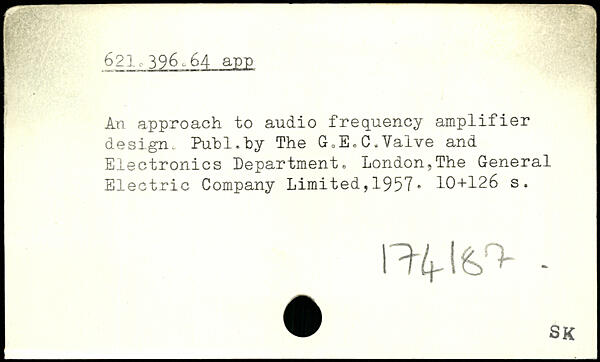 621.396.64 app
An approach to audio frequency amplifier
design. Publ.by The G.E.C.Valve and
Electronics Department. London,The General
Electric Company Limited,1957. 10+126 s.
174187.
SK